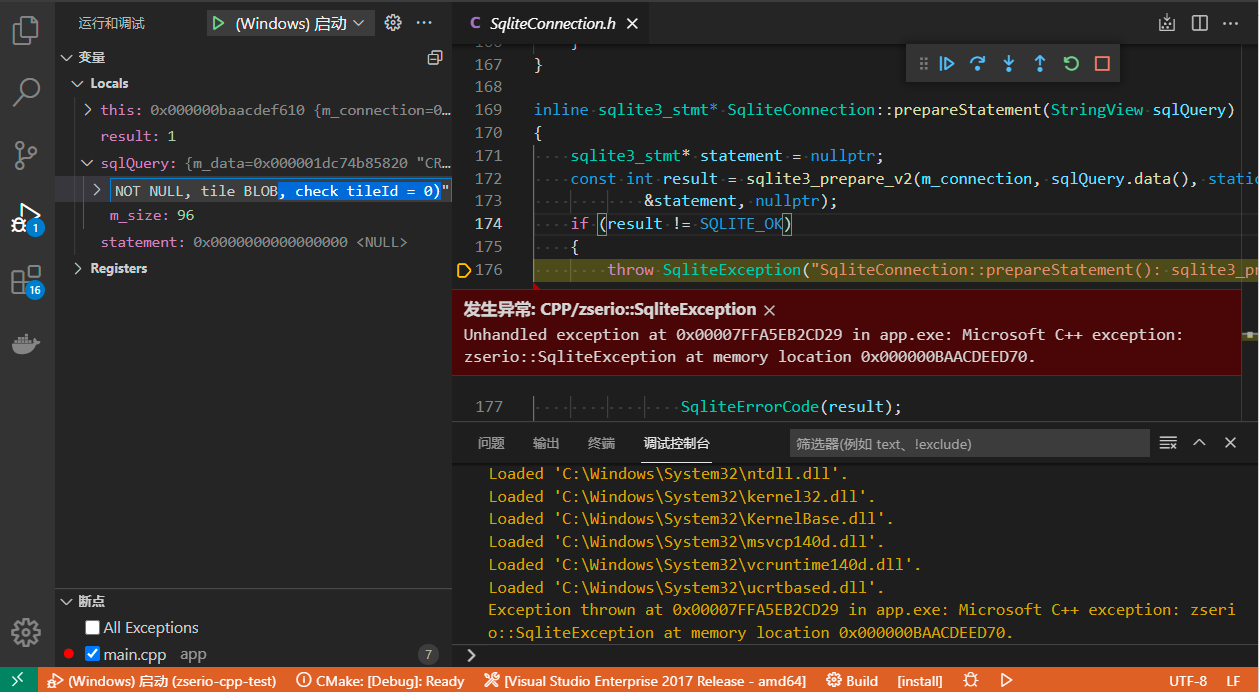 运行和调试
(Windows) 启动
变量
Locals
this: 0x000000baacdef610 {m_connection=0…
result: 1
sqlQuery: {m_data=0x000001dc74b85820 "CR…
NOT NULL, tile BLOB, check tileId = 0)"
m_size: 96
statement: 0x0000000000000000 <NULL>
Registers
1
16
断点
All Exceptions
main.cpp app 7
C SqliteConnection.h
167 }
168
169 inline sqlite3_stmt* SqliteConnection::prepareStatement(StringView sqlQuery)
170 {
171 sqlite3_stmt* statement = nullptr;
172 const int result = sqlite3_prepare_v2(m_connection, sqlQuery.data(), static
173 &statement, nullptr);
174 if (result != SQLITE_OK)
175 {
176 throw SqliteException("SqliteConnection::prepareStatement(): sqlite3_pr
发生异常: CPP/zserio::SqliteException
Unhandled exception at 0x00007FFA5EB2CD29 in app.exe: Microsoft C++ exception:
zserio::SqliteException at memory location 0x000000BAACDEED70.
177 SqliteErrorCode(result);
问题 输出 终端 调试控制台 筛选器(例如 text、!exclude)
Loaded 'C:\Windows\System32\ntdll.dll'.
Loaded 'C:\Windows\System32\kernel32.dll'.
Loaded 'C:\Windows\System32\KernelBase.dll'.
Loaded 'C:\Windows\System32\msvcp140d.dll'.
Loaded 'C:\Windows\System32\vcruntime140d.dll'.
Loaded 'C:\Windows\System32\ucrtbased.dll'.
Exception thrown at 0x00007FFA5EB2CD29 in app.exe: Microsoft C++ exception: zseri
o::SqliteException at memory location 0x000000BAACDEED70.
(Windows) 启动 (zserio-cpp-test) CMake: [Debug]: Ready [Visual Studio Enterprise 2017 Release - amd64] Build [install] UTF-8 LF